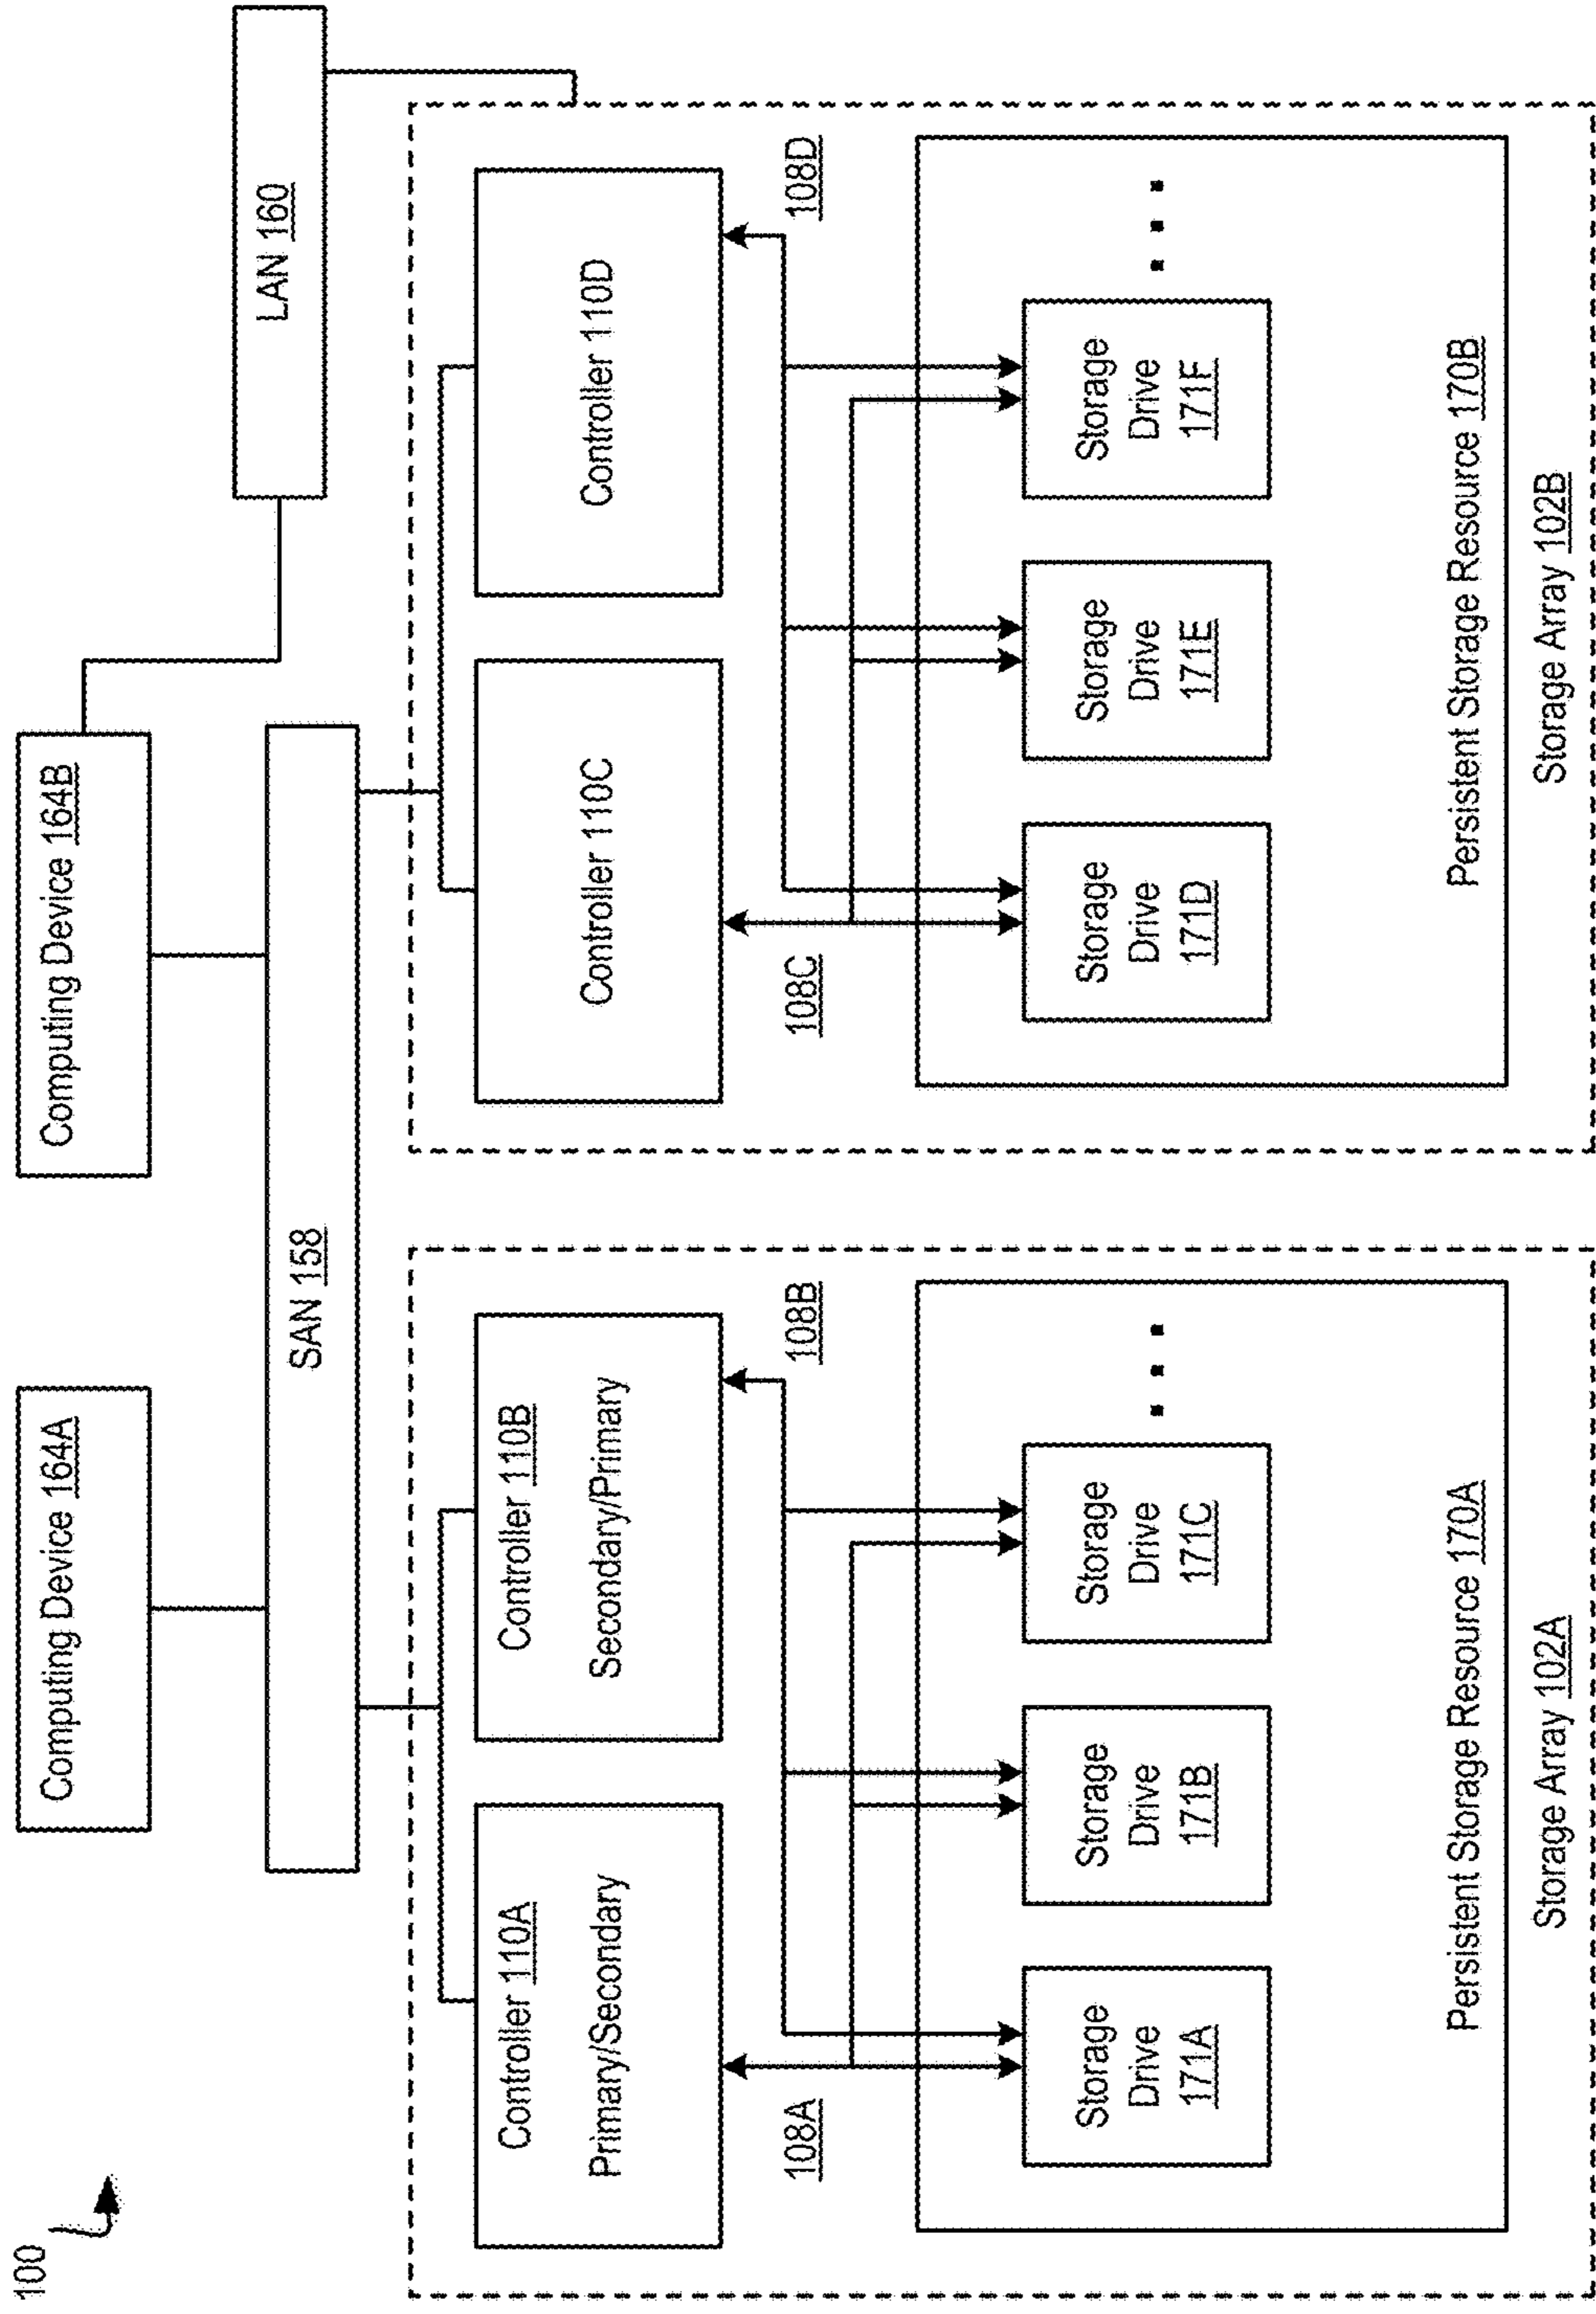 100
Computing Device 164A
Computing Device 164B
SAN 158
LAN 160
Controller 110A
Primary/Secondary
Controller 110B
Secondary/Primary
Controller 110C
Controller 110D
108A
108B
108C
108D
Storage
Drive
171A
Storage
Drive
171B
Storage
Drive
171C
Storage
Drive
171D
Storage
Drive
171E
Storage
Drive
171F
Persistent Storage Resource 170A
Persistent Storage Resource 170B
Storage Array 102A
Storage Array 102B